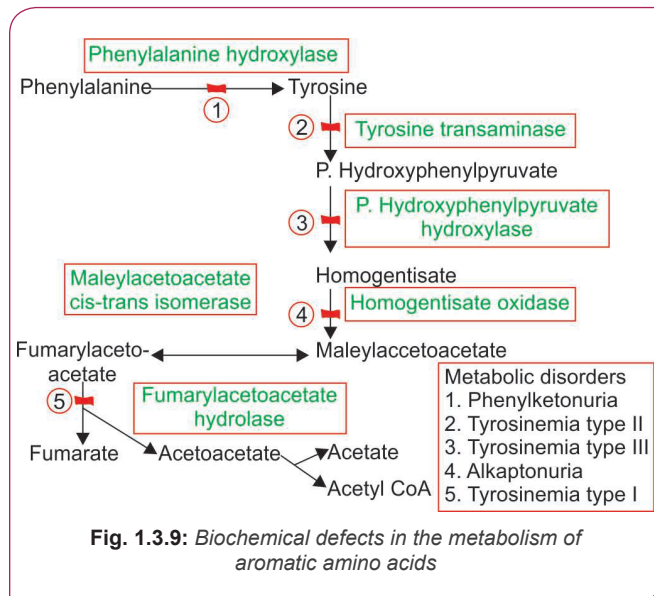 Phenylalanine hydroxylase
Phenylalanine
Tyrosine
1
2
Tyrosine transaminase
P. Hydroxyphenylpyruvate
3
P. Hydroxyphenylpyruvate
hydroxylase
Homogentisate
Maleylacetoacetate
cis-trans isomerase
4
Homogentisate oxidase
Fumarylaceto-
acetate
Maleylaccetoacetate
5
Fumarylacetoacetate
hydrolase
Fumarate
Acetoacetate
Acetate
Acetyl CoA
Metabolic disorders
1. Phenylketonuria
2. Tyrosinemia type II
3. Tyrosinemia type III
4. Alkaptonuria
5. Tyrosinemia type I
Fig. 1.3.9: Biochemical defects in the metabolism of
aromatic amino acids